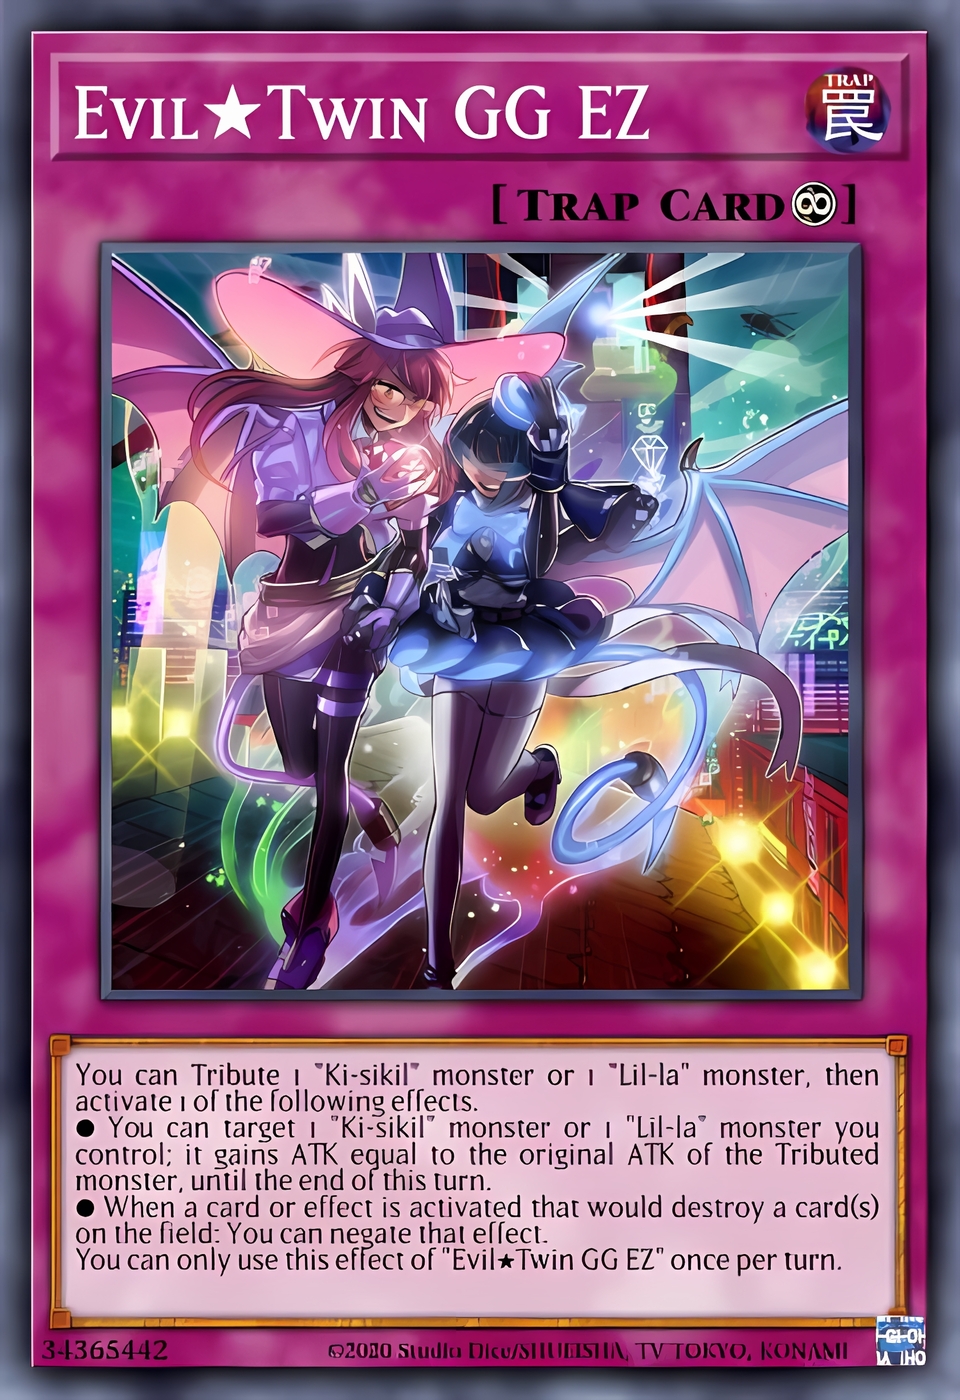 Evil★Twin GG EZ
TRAP
罠
[Trap Card]
You can Tribute 1 "Ki-sikil" monster or 1 "Lil-la" monster, then
activate 1 of the following effects.
● You can target 1 "Ki-sikil" monster or 1 "Lil-la" monster you
control; it gains ATK equal to the original ATK of the Tributed
monster, until the end of this turn.
● When a card or effect is activated that would destroy a card(s)
on the field: You can negate that effect.
You can only use this effect of "Evil★Twin GG EZ" once per turn.
34365442
©2020 Studio Dice/SHUEISHA, TV TOKYO, KONAMI